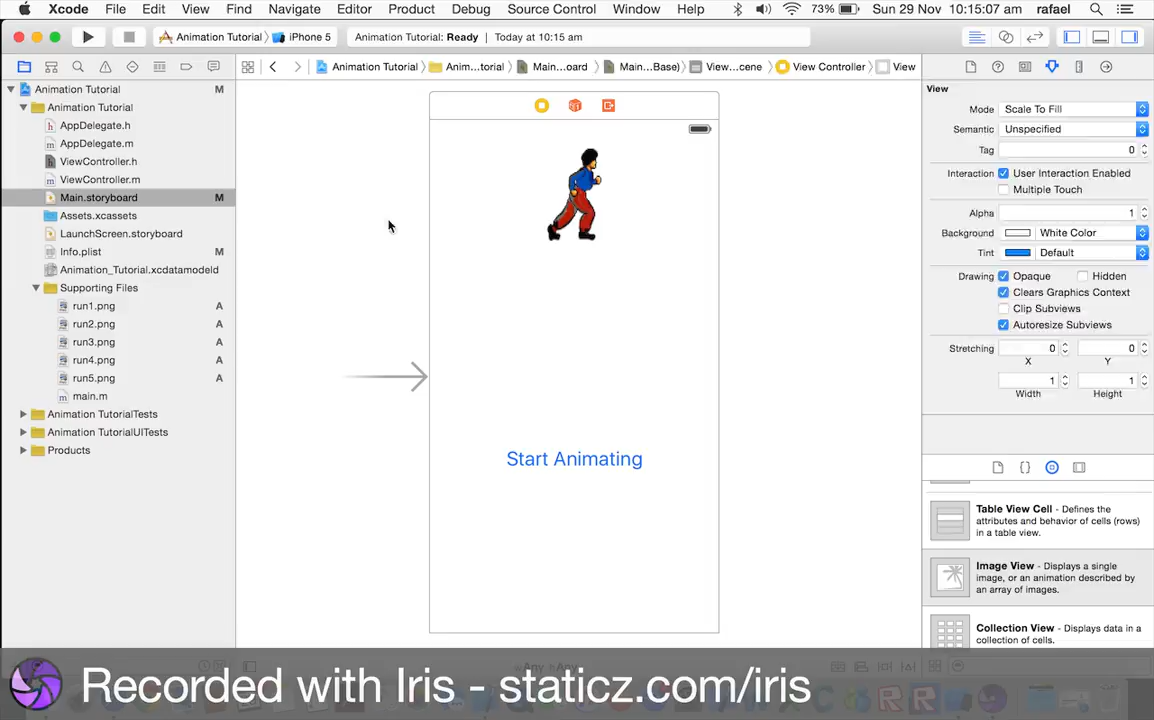 Xcode File Edit View Find Navigate Editor Product Debug Source Control Window Help 73% Sun 29 Nov 10:15:07 am rafael
Animation Tutorial iPhone 5 Animation Tutorial: Ready Today at 10:15 am
Animation Tutorial Anim...torial Main....oard Main...Base) View...cene View Controller View
Animation Tutorial M
Animation Tutorial
AppDelegate.h
AppDelegate.m
ViewController.h
ViewController.m
Main.storyboard M
Assets.xcassets
LaunchScreen.storyboard
Info.plist M
Animation_Tutorial.xcdatamodeld
Supporting Files
run1.png A
run2.png A
run3.png A
run4.png A
run5.png A
main.m
Animation TutorialTests
Animation TutorialUITests
Products
Start Animating
View
Mode Scale To Fill
Semantic Unspecified
Tag 0
Interaction User Interaction Enabled
Multiple Touch
Alpha 1
Background White Color
Tint Default
Drawing Opaque Hidden
Clears Graphics Context
Clip Subviews
Autoresize Subviews
Stretching 0 0
X Y
1 1
Width Height
Table View Cell - Defines the
attributes and behavior of cells (rows)
in a table view.
Image View - Displays a single
image, or an animation described by
an array of images.
Collection View - Displays data in a
collection of cells.
wAny hAny
Recorded with Iris - staticz.com/iris